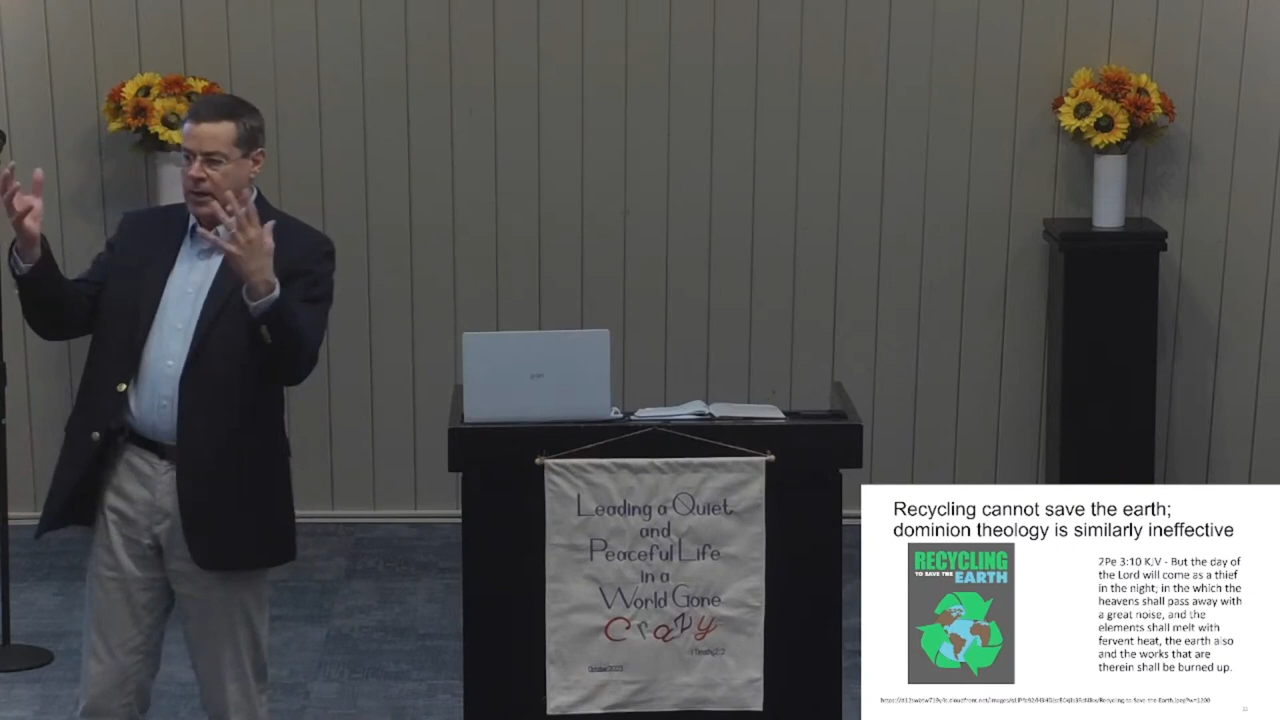 Leading a Quiet
and
Peaceful Life
in a
World Gone
Crazy
I Timothy 2:2
October 2023
Recycling cannot save the earth;
dominion theology is similarly ineffective
RECYCLING
TO SAVE THE EARTH
2Pe 3:10 KJV - But the day of
the Lord will come as a thief
in the night; in the which the
heavens shall pass away with
a great noise, and the
elements shall melt with
fervent heat, the earth also
and the works that are
therein shall be burned up.